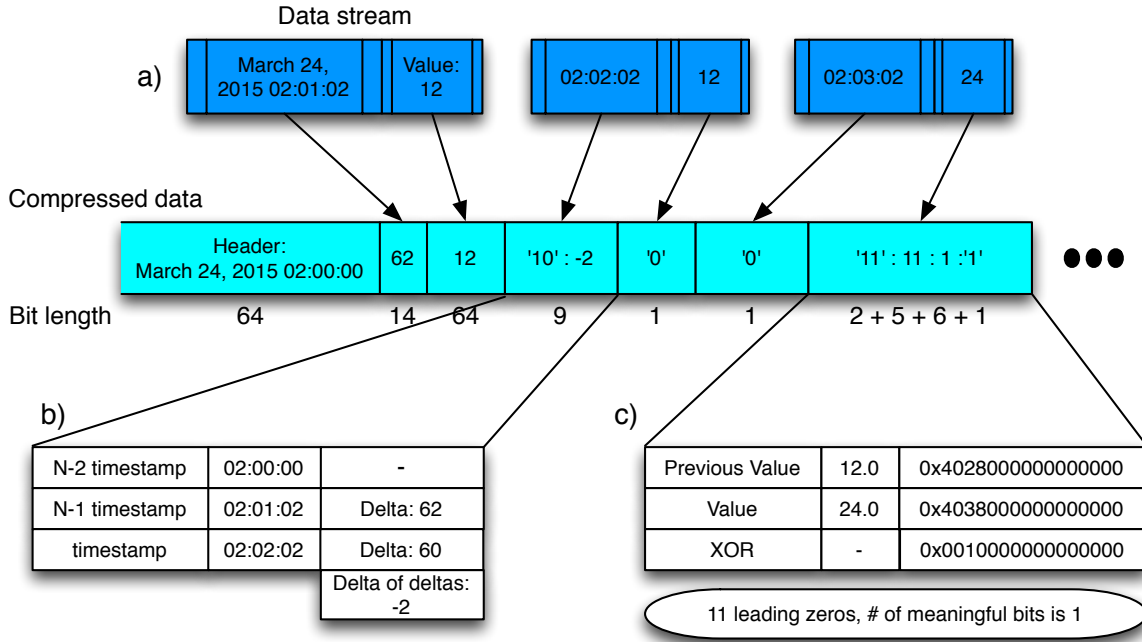 Data stream
a)
March 24,
2015 02:01:02
Value:
12
02:02:02
12
02:03:02
24
Compressed data
Header:
March 24, 2015 02:00:00
62
12
'10' : -2
'0'
'0'
'11' : 11 : 1 :'1'
Bit length
64
14
64
9
1
1
2 + 5 + 6 + 1
b)
N-2 timestamp 02:00:00 -
N-1 timestamp 02:01:02 Delta: 62
timestamp 02:02:02 Delta: 60
Delta of deltas:
-2
c)
Previous Value 12.0 0x4028000000000000
Value 24.0 0x4038000000000000
XOR - 0x0010000000000000
11 leading zeros, # of meaningful bits is 1